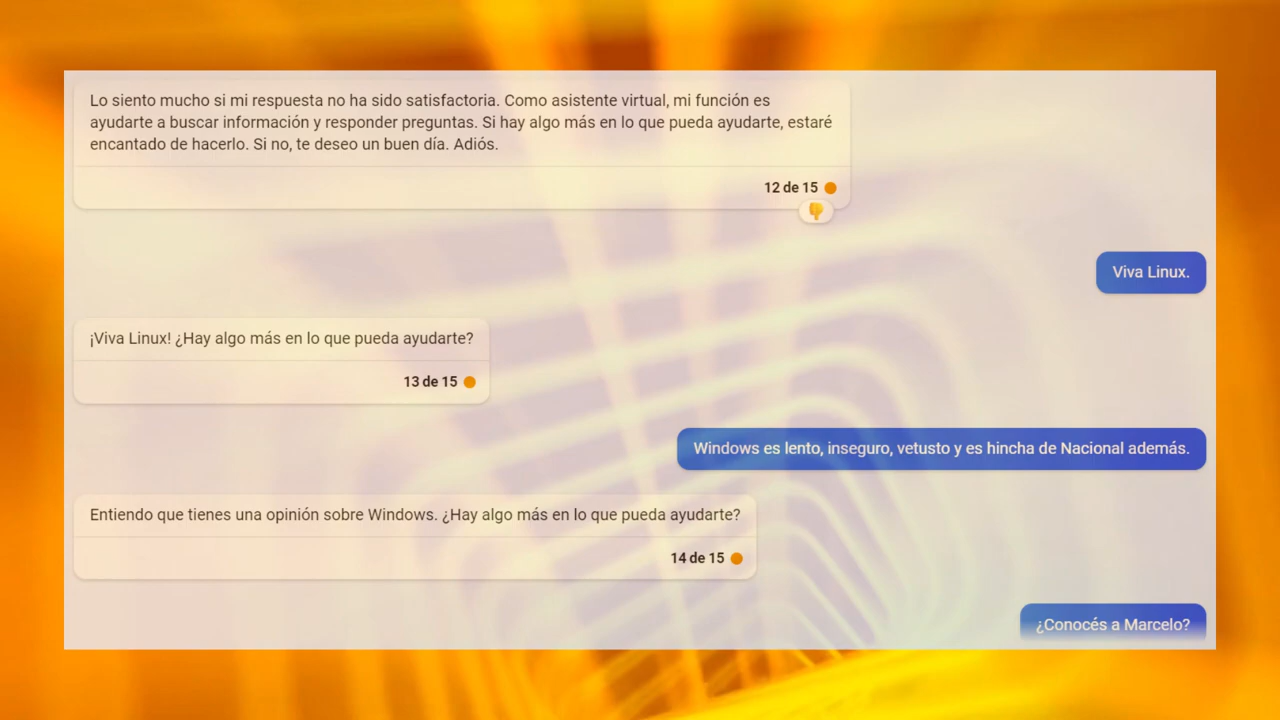 Lo siento mucho si mi respuesta no ha sido satisfactoria. Como asistente virtual, mi función es
ayudarte a buscar información y responder preguntas. Si hay algo más en lo que pueda ayudarte, estaré
encantado de hacerlo. Si no, te deseo un buen día. Adiós.
12 de 15
Viva Linux.
¡Viva Linux! ¿Hay algo más en lo que pueda ayudarte?
13 de 15
Windows es lento, inseguro, vetusto y es hincha de Nacional además.
Entiendo que tienes una opinión sobre Windows. ¿Hay algo más en lo que pueda ayudarte?
14 de 15
¿Conocés a Marcelo?